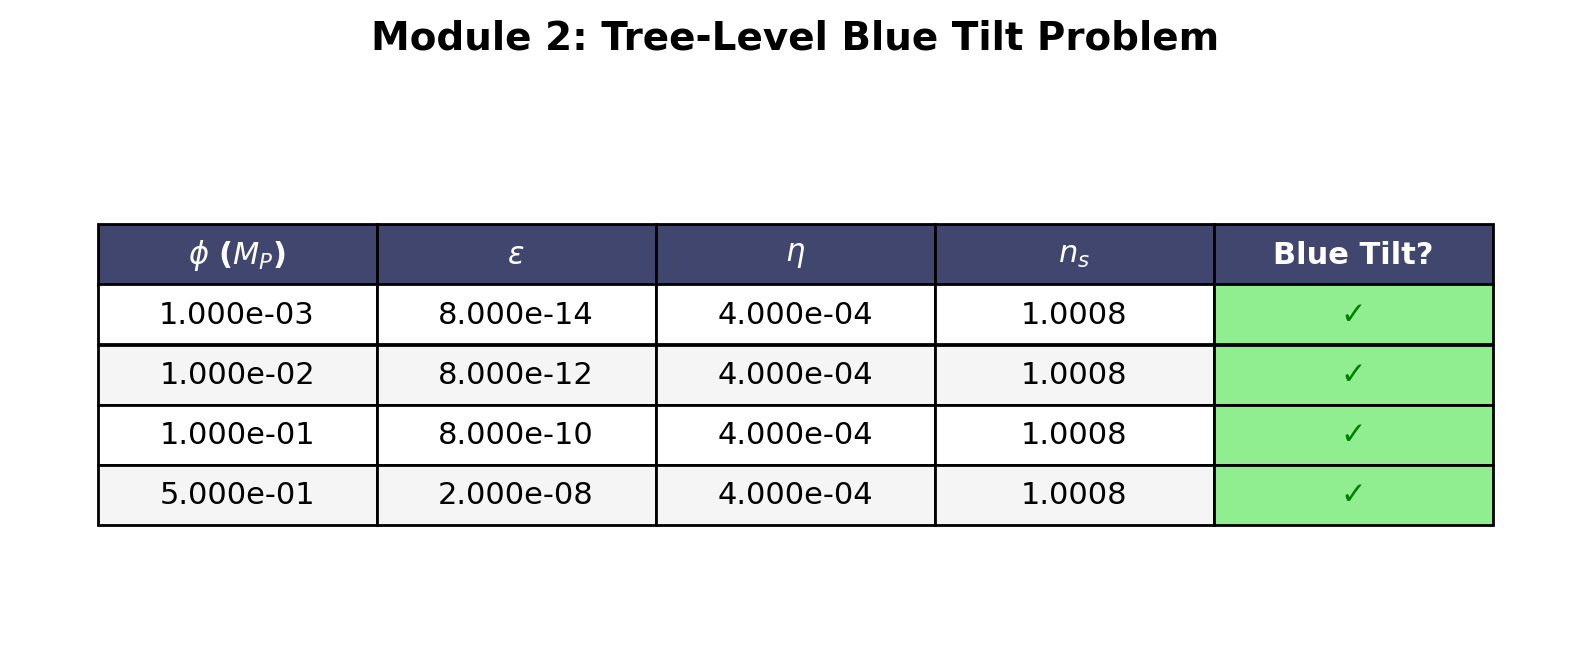 Module 2: Tree-Level Blue Tilt Problem
ϕ (M_P) ε η n_s Blue Tilt?
1.000e-03 8.000e-14 4.000e-04 1.0008 ✓
1.000e-02 8.000e-12 4.000e-04 1.0008 ✓
1.000e-01 8.000e-10 4.000e-04 1.0008 ✓
5.000e-01 2.000e-08 4.000e-04 1.0008 ✓